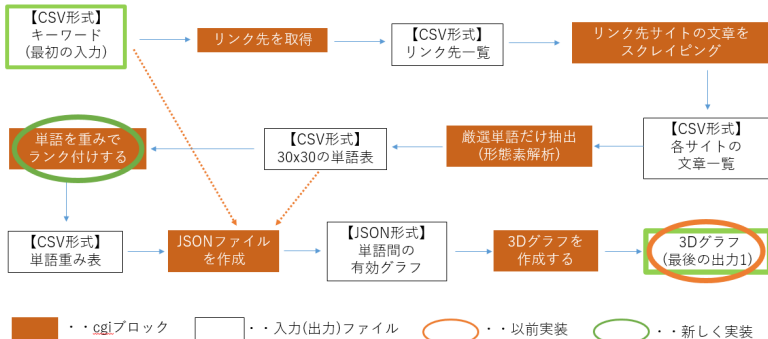 【CSV形式】
キーワード
(最初の入力)
リンク先を取得
【CSV形式】
リンク先一覧
リンク先サイトの文章を
スクレイピング
単語を重みで
ランク付けする
【CSV形式】
30x30の単語表
厳選単語だけ抽出
(形態素解析)
【CSV形式】
各サイトの
文章一覧
【CSV形式】
単語重み表
JSONファイル
を作成
【JSON形式】
単語間の
有効グラフ
3Dグラフを
作成する
3Dグラフ
(最後の出力1)
・・cgiブロック
・・入力(出力)ファイル
・・以前実装
・・新しく実装